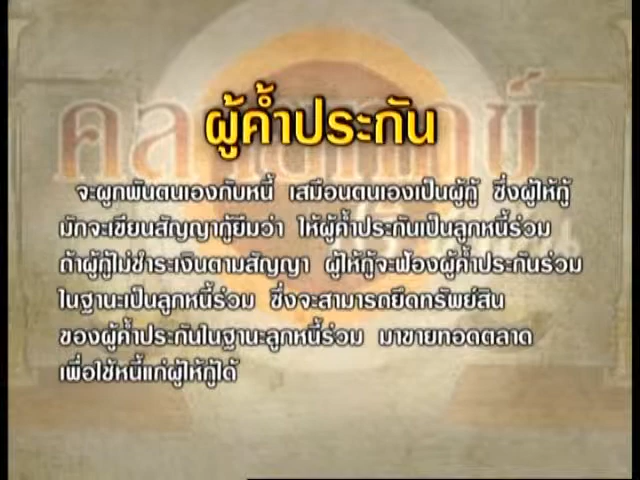 ผู้ค้ำประกัน
จะผูกพันตนเองกับหนี้ เสมือนตนเองเป็นผู้กู้ ซึ่งผู้ให้กู้
มักจะเขียนสัญญากู้ยืมว่า ให้ผู้ค้ำประกันเป็นลูกหนี้ร่วม
ถ้าผู้กู้ไม่ชำระเงินตามสัญญา ผู้ให้กู้จะฟ้องผู้ค้ำประกันร่วม
ในฐานะเป็นลูกหนี้ร่วม ซึ่งจะสามารถยึดทรัพย์สิน
ของผู้ค้ำประกันในฐานะลูกหนี้ร่วม มาขายทอดตลาด
เพื่อใช้หนี้แก่ผู้ให้กู้ได้